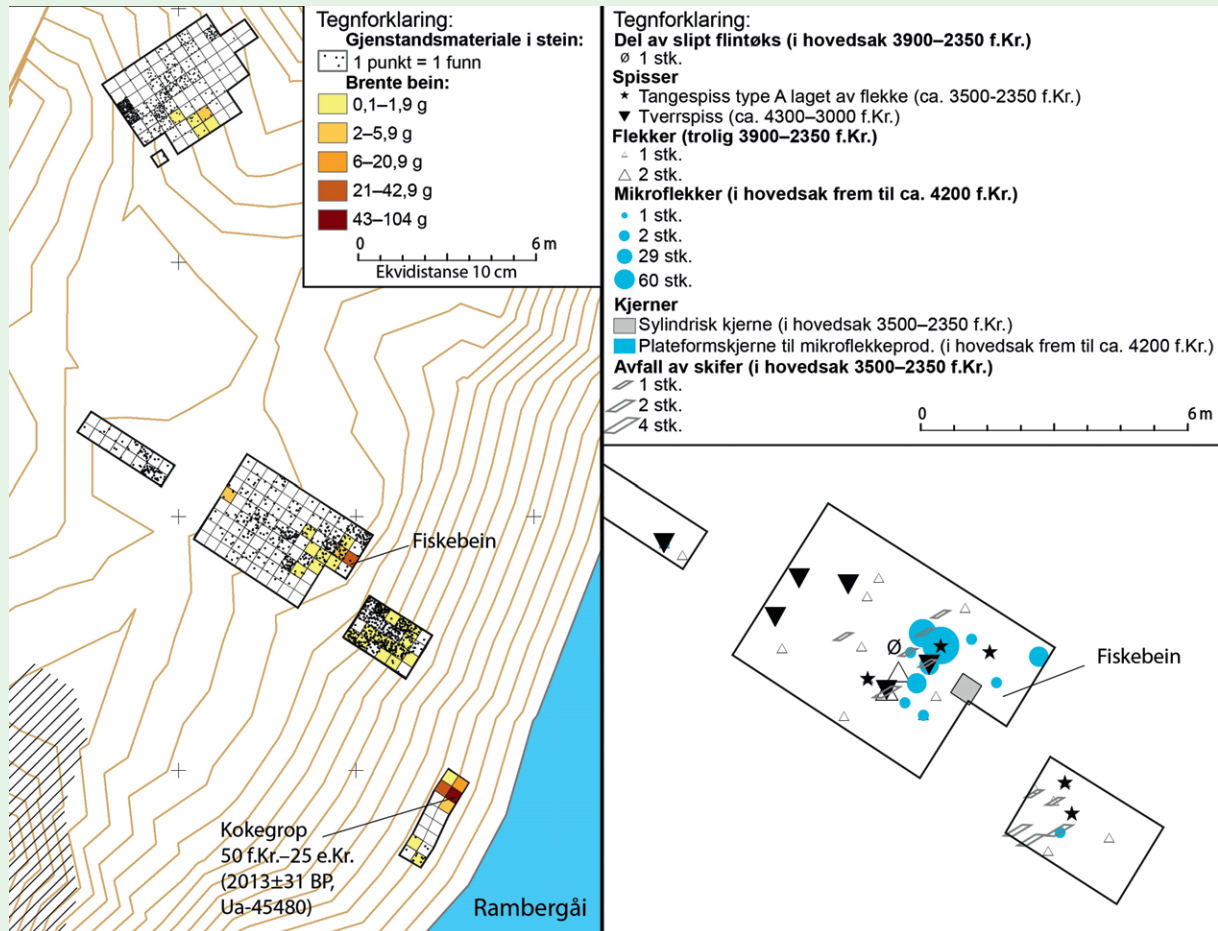 Tegnforklaring:
Gjenstandsmateriale i stein:
1 punkt = 1 funn
Brente bein:
0,1–1,9 g
2–5,9 g
6–20,9 g
21–42,9 g
43–104 g
0 6 m
Ekvidistanse 10 cm
Fiskebein
Kokegrop
50 f.Kr.–25 e.Kr.
(2013±31 BP,
Ua-45480)
Rambergåi
Tegnforklaring:
Del av slipt flintøks (i hovedsak 3900–2350 f.Kr.)
ø 1 stk.
Spisser
Tangespiss type A laget av flekke (ca. 3500-2350 f.Kr.)
Tverrspiss (ca. 4300–3000 f.Kr.)
Flekker (trolig 3900–2350 f.Kr.)
1 stk.
2 stk.
Mikroflekker (i hovedsak frem til ca. 4200 f.Kr.)
1 stk.
2 stk.
29 stk.
60 stk.
Kjerner
Sylindrisk kjerne (i hovedsak 3500–2350 f.Kr.)
Plateformskjerne til mikroflekkeprod. (i hovedsak frem til ca. 4200 f.Kr.)
Avfall av skifer (i hovedsak 3500–2350 f.Kr.)
1 stk.
2 stk.
4 stk.
0 6 m
Ø
Fiskebein